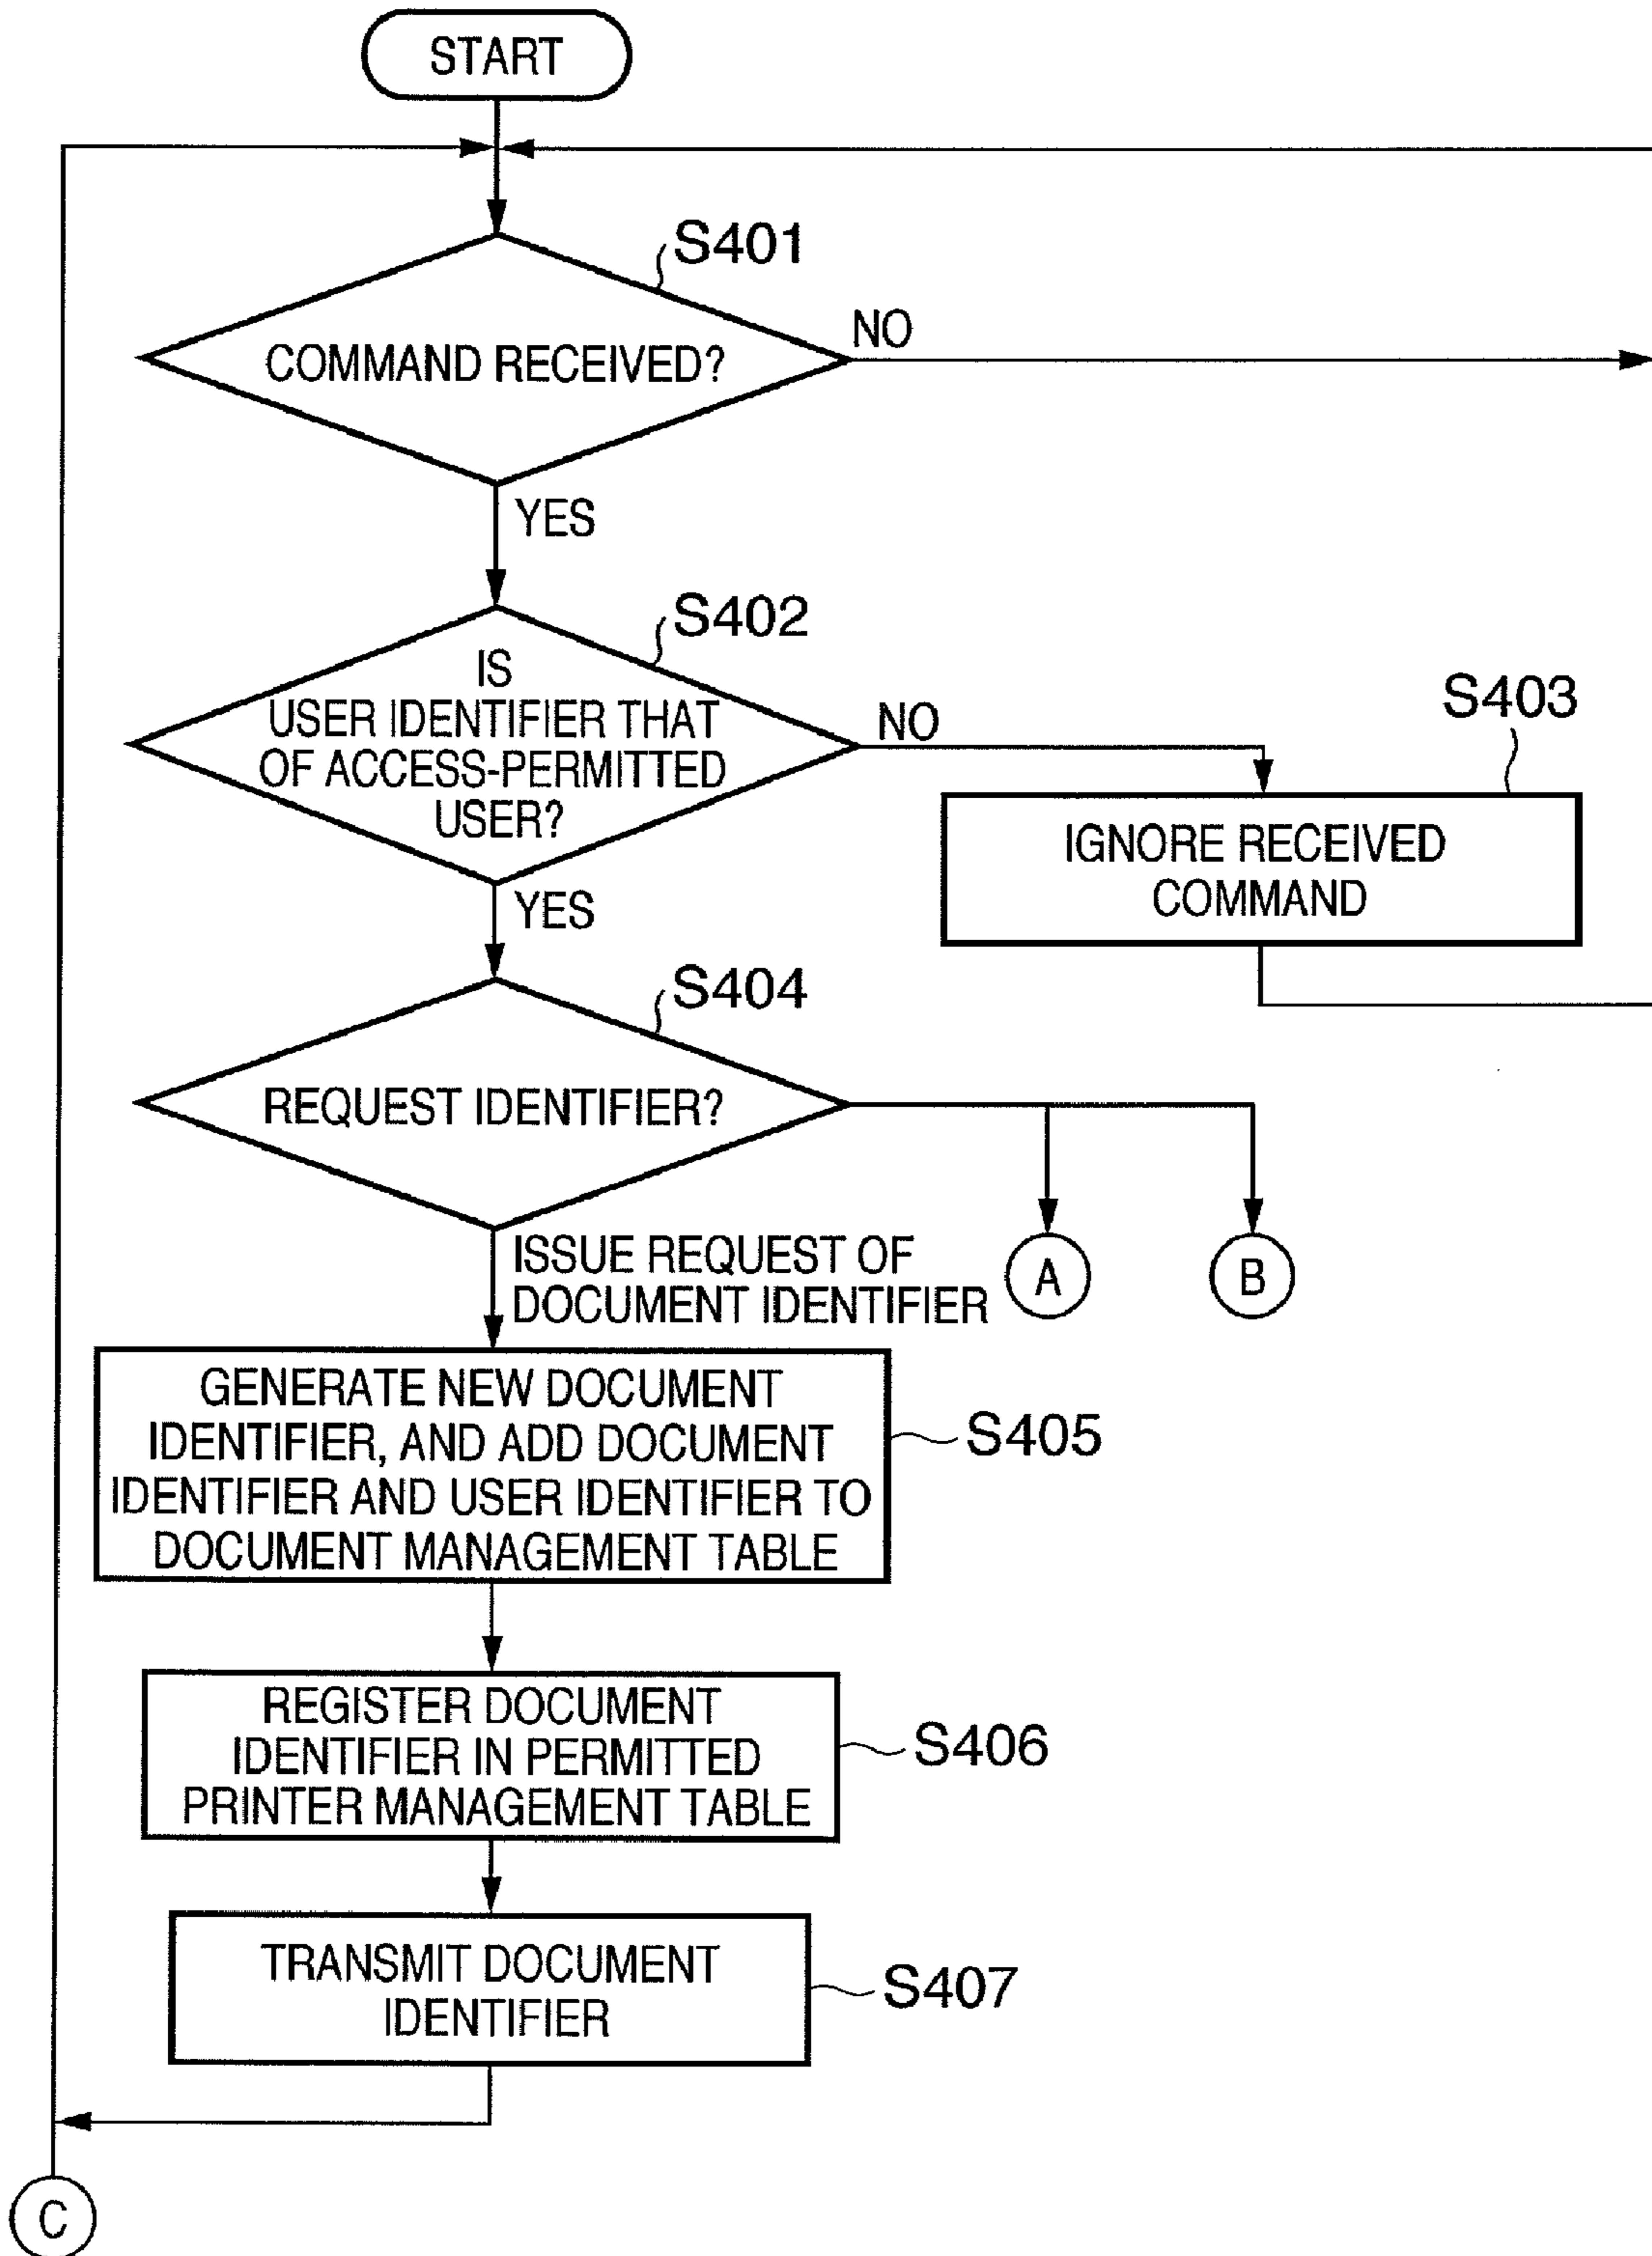 START
S401
COMMAND RECEIVED?
NO
YES
S402
IS
USER IDENTIFIER THAT
OF ACCESS-PERMITTED
USER?
NO
S403
IGNORE RECEIVED
COMMAND
YES
S404
REQUEST IDENTIFIER?
ISSUE REQUEST OF
DOCUMENT IDENTIFIER
A
B
GENERATE NEW DOCUMENT
IDENTIFIER, AND ADD DOCUMENT
IDENTIFIER AND USER IDENTIFIER TO
DOCUMENT MANAGEMENT TABLE
S405
REGISTER DOCUMENT
IDENTIFIER IN PERMITTED
PRINTER MANAGEMENT TABLE
S406
TRANSMIT DOCUMENT
IDENTIFIER
S407
C